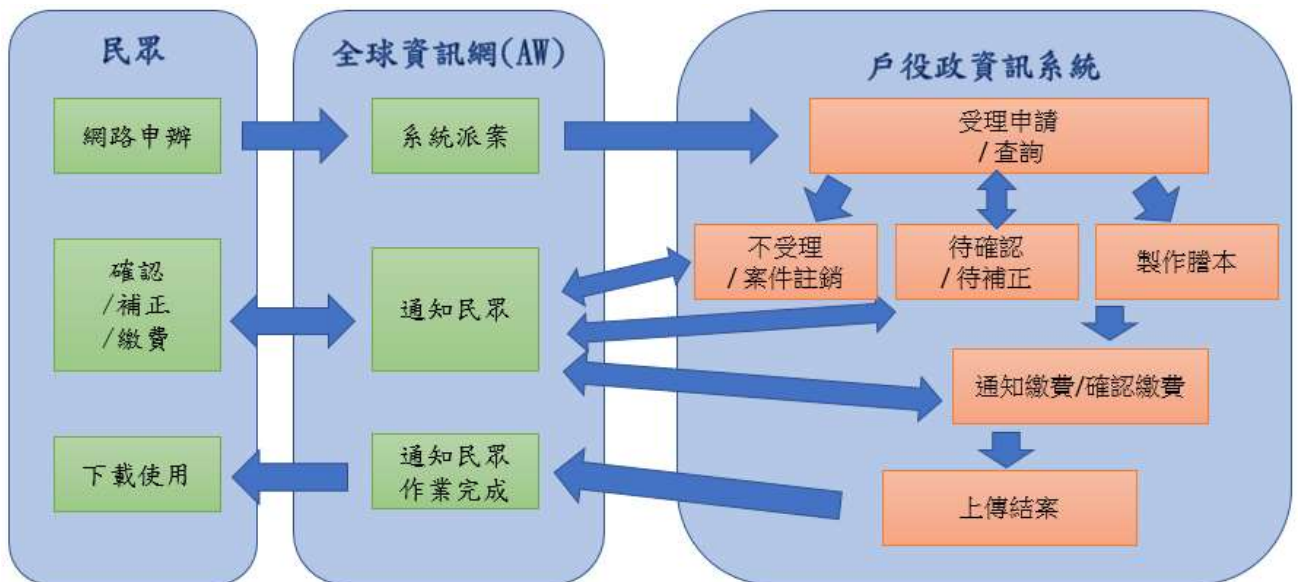 民眾
全球資訊網(AW)
戶役政資訊系統
網路申辦
系統派案
受理申請
/ 查詢
不受理
/ 案件註銷
待確認
/ 待補正
製作謄本
確認
/補正
/繳費
通知民眾
通知繳費/確認繳費
下載使用
通知民眾
作業完成
上傳結案